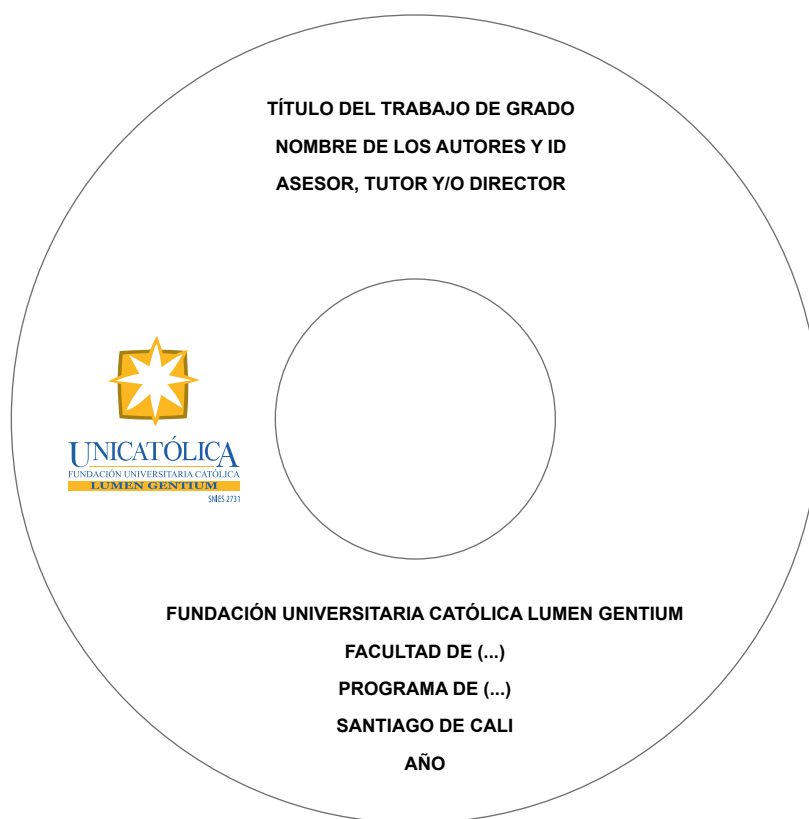 TÍTULO DEL TRABAJO DE GRADO
NOMBRE DE LOS AUTORES Y ID
ASESOR, TUTOR Y/O DIRECTOR
UNICATÓLICA
FUNDACIÓN UNIVERSITARIA CATÓLICA
LUMEN GENTIUM
SNIES 2731
FUNDACIÓN UNIVERSITARIA CATÓLICA LUMEN GENTIUM
FACULTAD DE (...)
PROGRAMA DE (...)
SANTIAGO DE CALI
AÑO